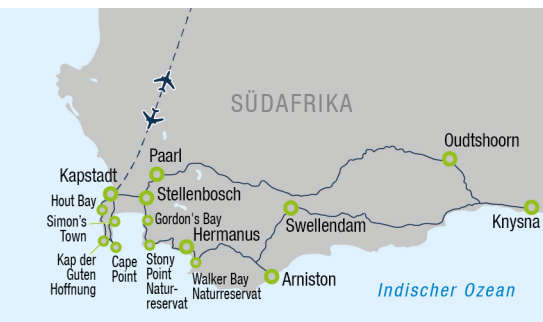 SÜDAFRIKA
Oudtshoorn
Paarl
Kapstadt
Stellenbosch
Hout Bay
Gordon's Bay
Simon's
Town
Swellendam
Knysna
Hermanus
Kap der
Guten
Hoffnung
Cape
Point
Stony
Point
Natur-
reservat
Walker Bay
Naturreservat
Arniston
Indischer Ozean